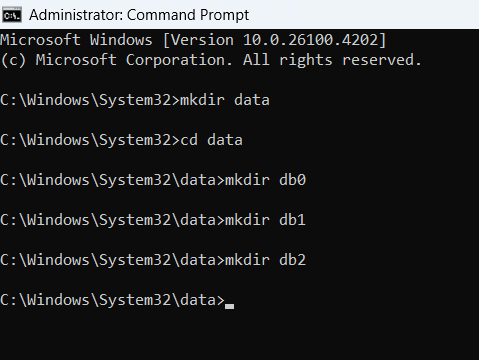 Administrator: Command Prompt
Microsoft Windows [Version 10.0.26100.4202]
(c) Microsoft Corporation. All rights reserved.
C:\Windows\System32>mkdir data
C:\Windows\System32>cd data
C:\Windows\System32\data>mkdir db0
C:\Windows\System32\data>mkdir db1
C:\Windows\System32\data>mkdir db2
C:\Windows\System32\data>